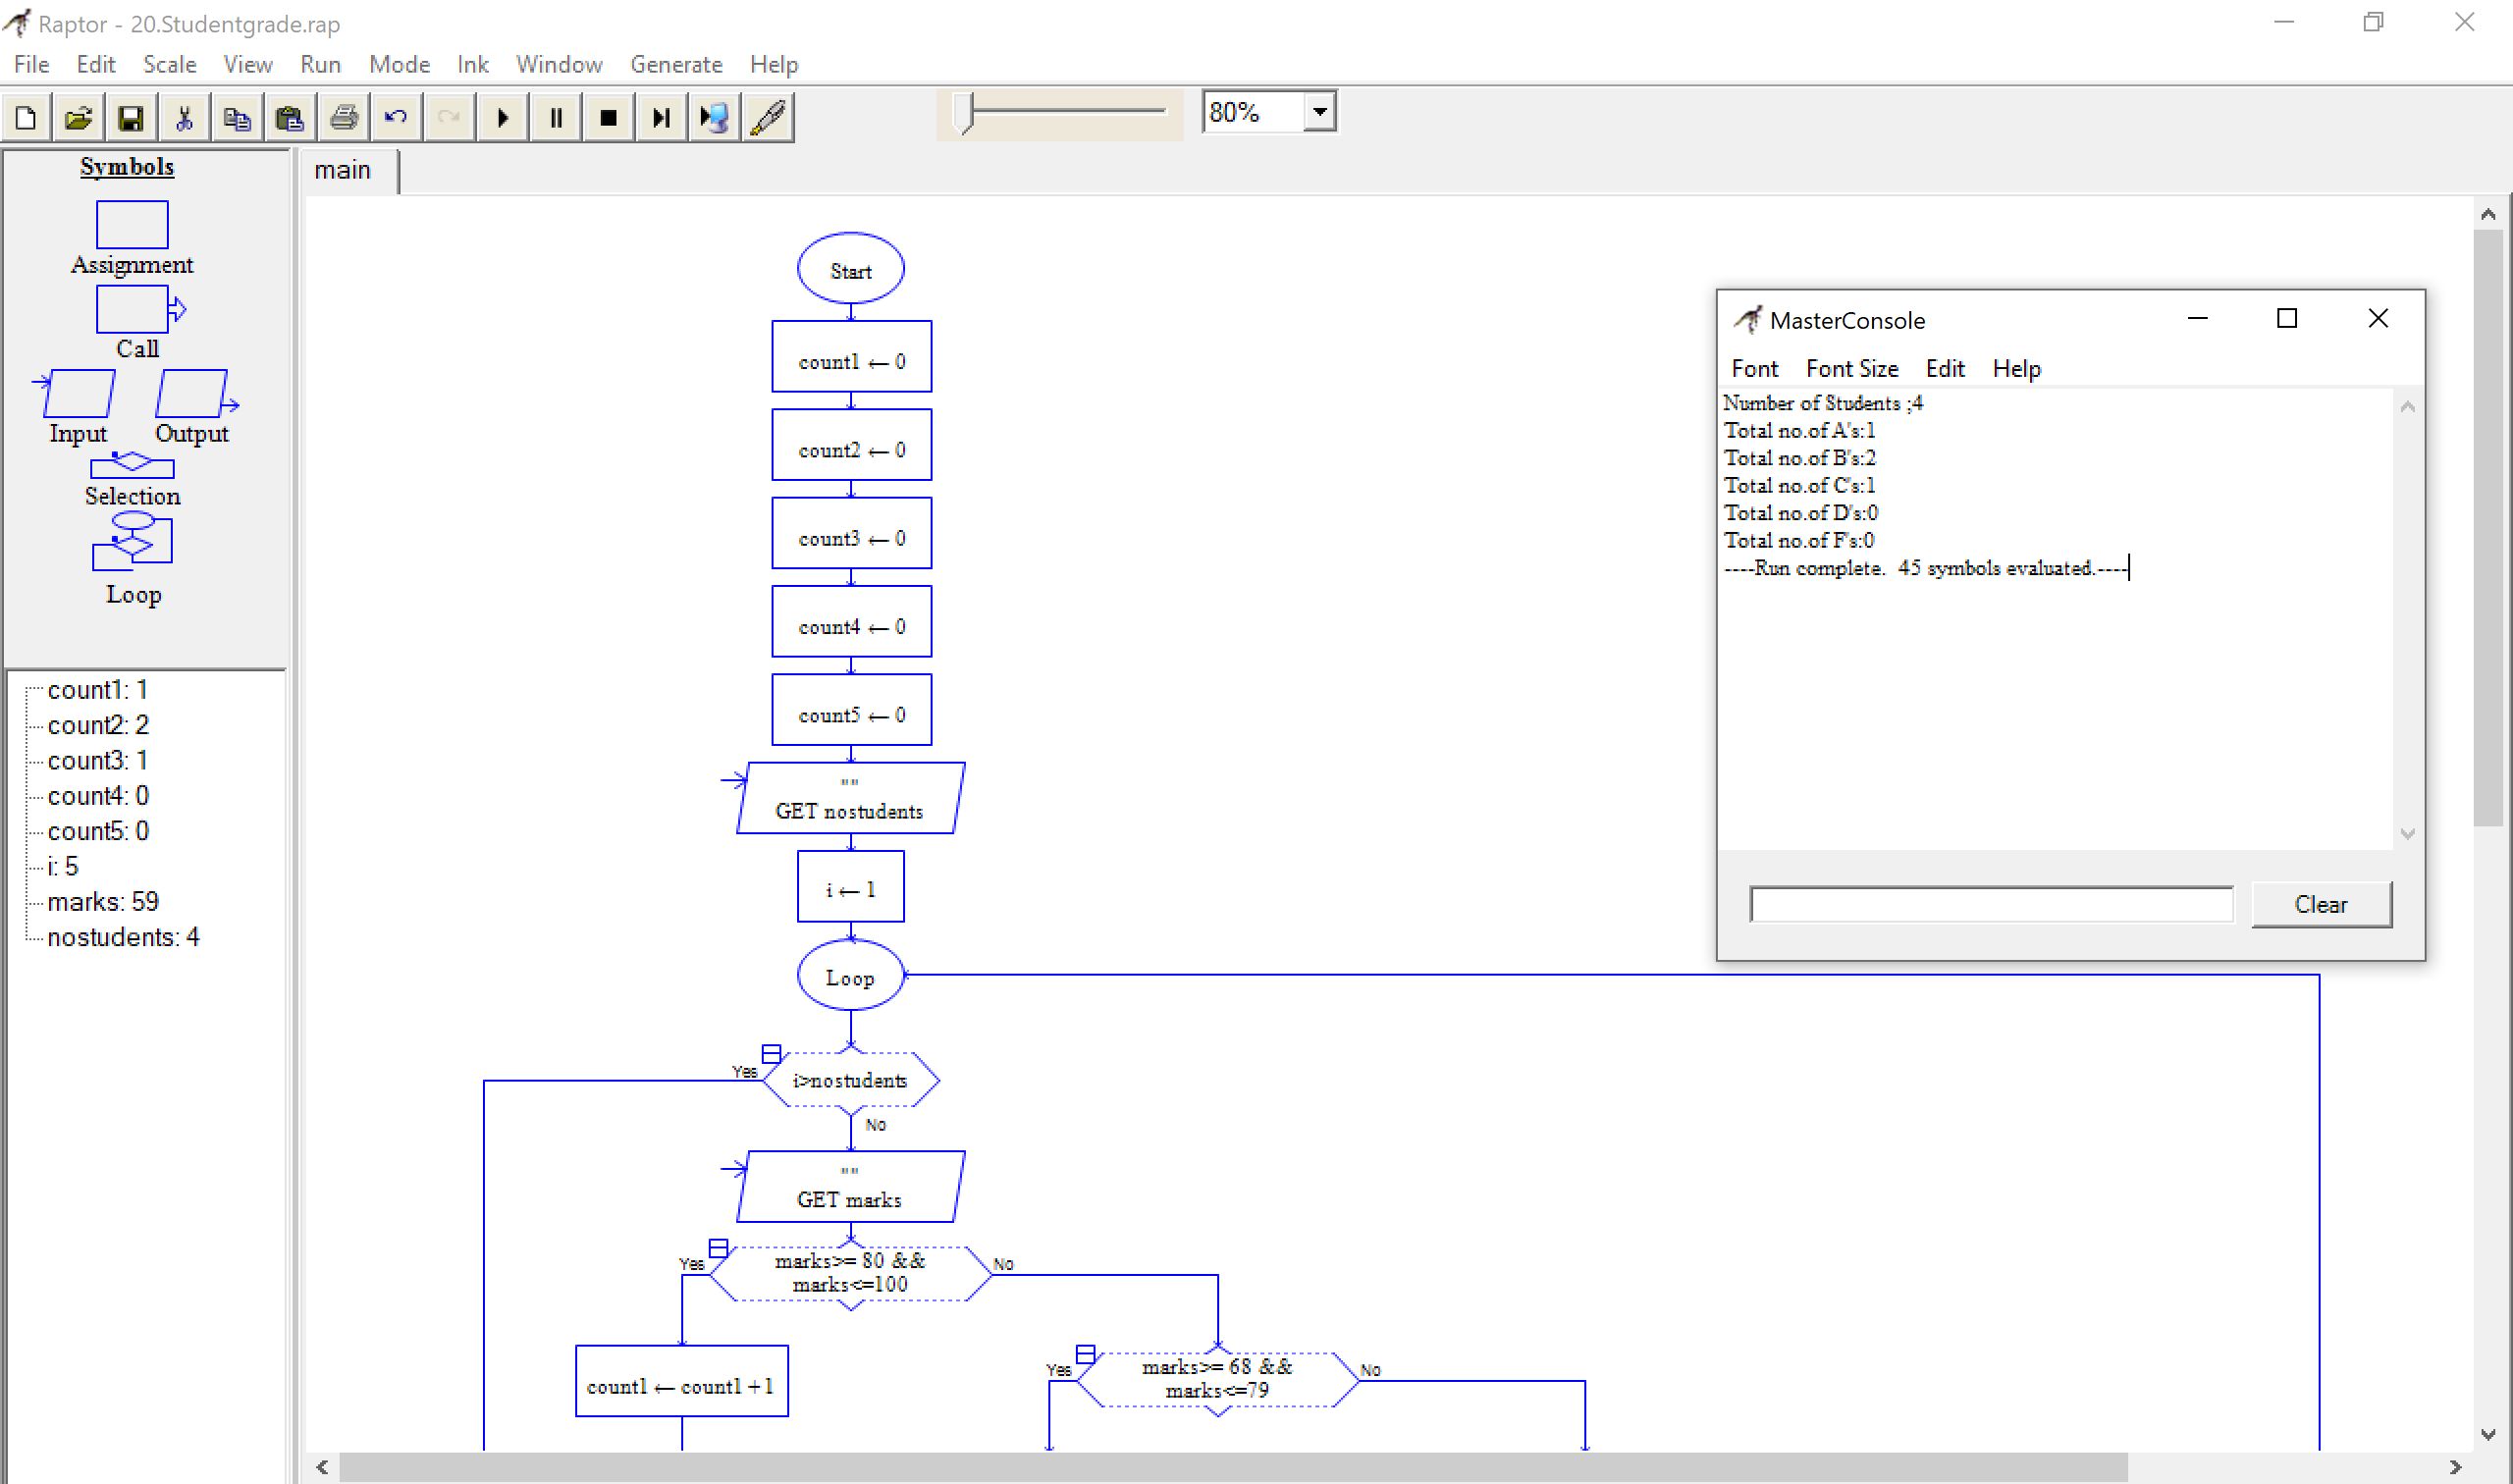 Raptor - 20.Studentgrade.rap
File Edit Scale View Run Mode Ink Window Generate Help
80%
Symbols
Assignment
Call
Input Output
Selection
Loop
count1: 1
count2: 2
count3: 1
count4: 0
count5: 0
i: 5
marks: 59
nostudents: 4
main
Start
count1 ← 0
count2 ← 0
count3 ← 0
count4 ← 0
count5 ← 0
""
GET nostudents
i ← 1
Loop
Yes
i>nostudents
No
""
GET marks
Yes
marks>= 80 &&
marks<=100
No
count1 ← count1 +1
Yes
marks>= 68 &&
marks<=79
No
MasterConsole
Font Font Size Edit Help
Number of Students ;4
Total no.of A's:1
Total no.of B's:2
Total no.of C's:1
Total no.of D's:0
Total no.of F's:0
----Run complete.  45 symbols evaluated.----
Clear